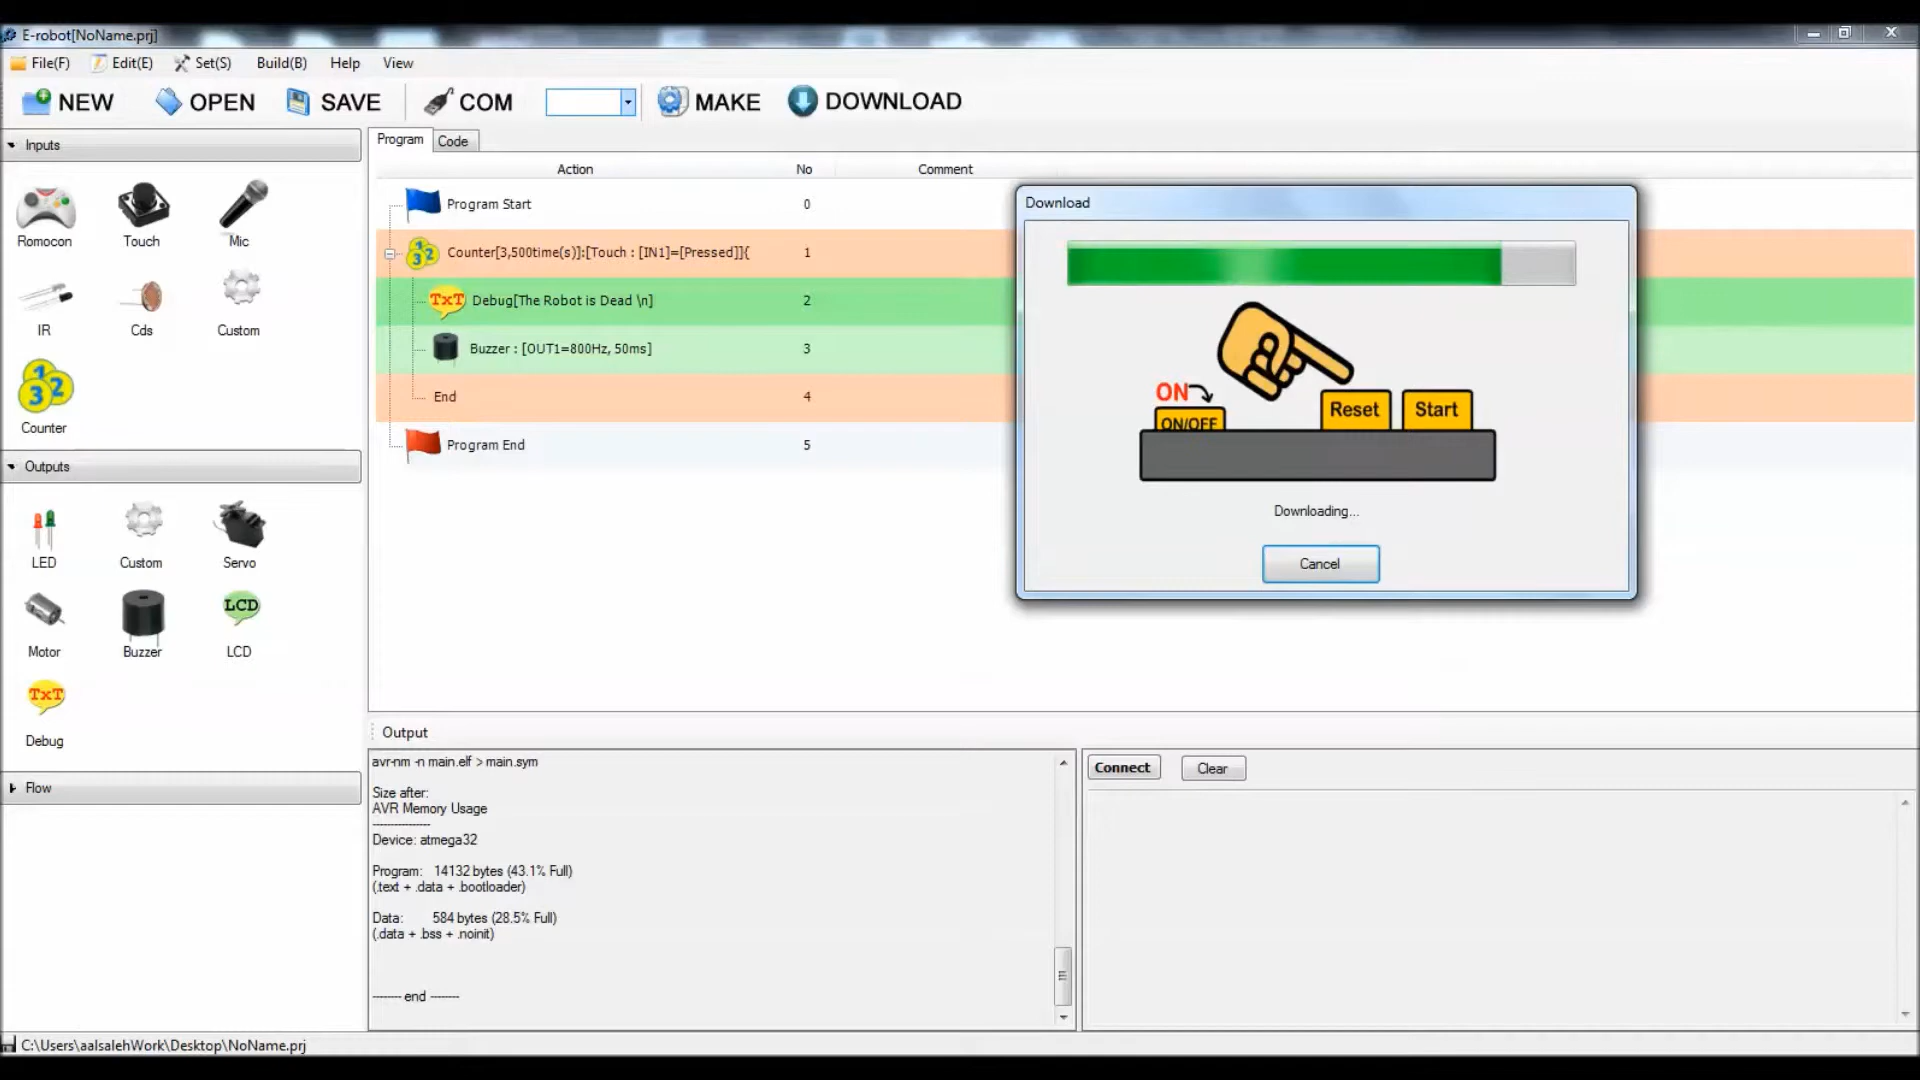 E-robot[NoName.prj]
File(F) Edit(E) Set(S) Build(B) Help View
NEW OPEN SAVE COM MAKE DOWNLOAD
Inputs
Romocon Touch Mic
IR Cds Custom
Counter
Outputs
LED Custom Servo
Motor Buzzer LCD
LCD
TxT
Debug
Flow
Program Code
Action No Comment
Program Start 0
Counter[3,500time(s)]:[Touch : [IN1]=[Pressed]]{ 1
TxT Debug[The Robot is Dead \n] 2
Buzzer : [OUT1=800Hz, 50ms] 3
End 4
Program End 5
Download
ON
ON/OFF Reset Start
Downloading...
Cancel
Output
avr-nm -n main.elf > main.sym
Size after:
AVR Memory Usage
----------------
Device: atmega32
Program: 14132 bytes (43.1% Full)
(.text + .data + .bootloader)
Data: 584 bytes (28.5% Full)
(.data + .bss + .noinit)
-------- end --------
Connect Clear
C:\Users\aalsalehWork\Desktop\NoName.prj